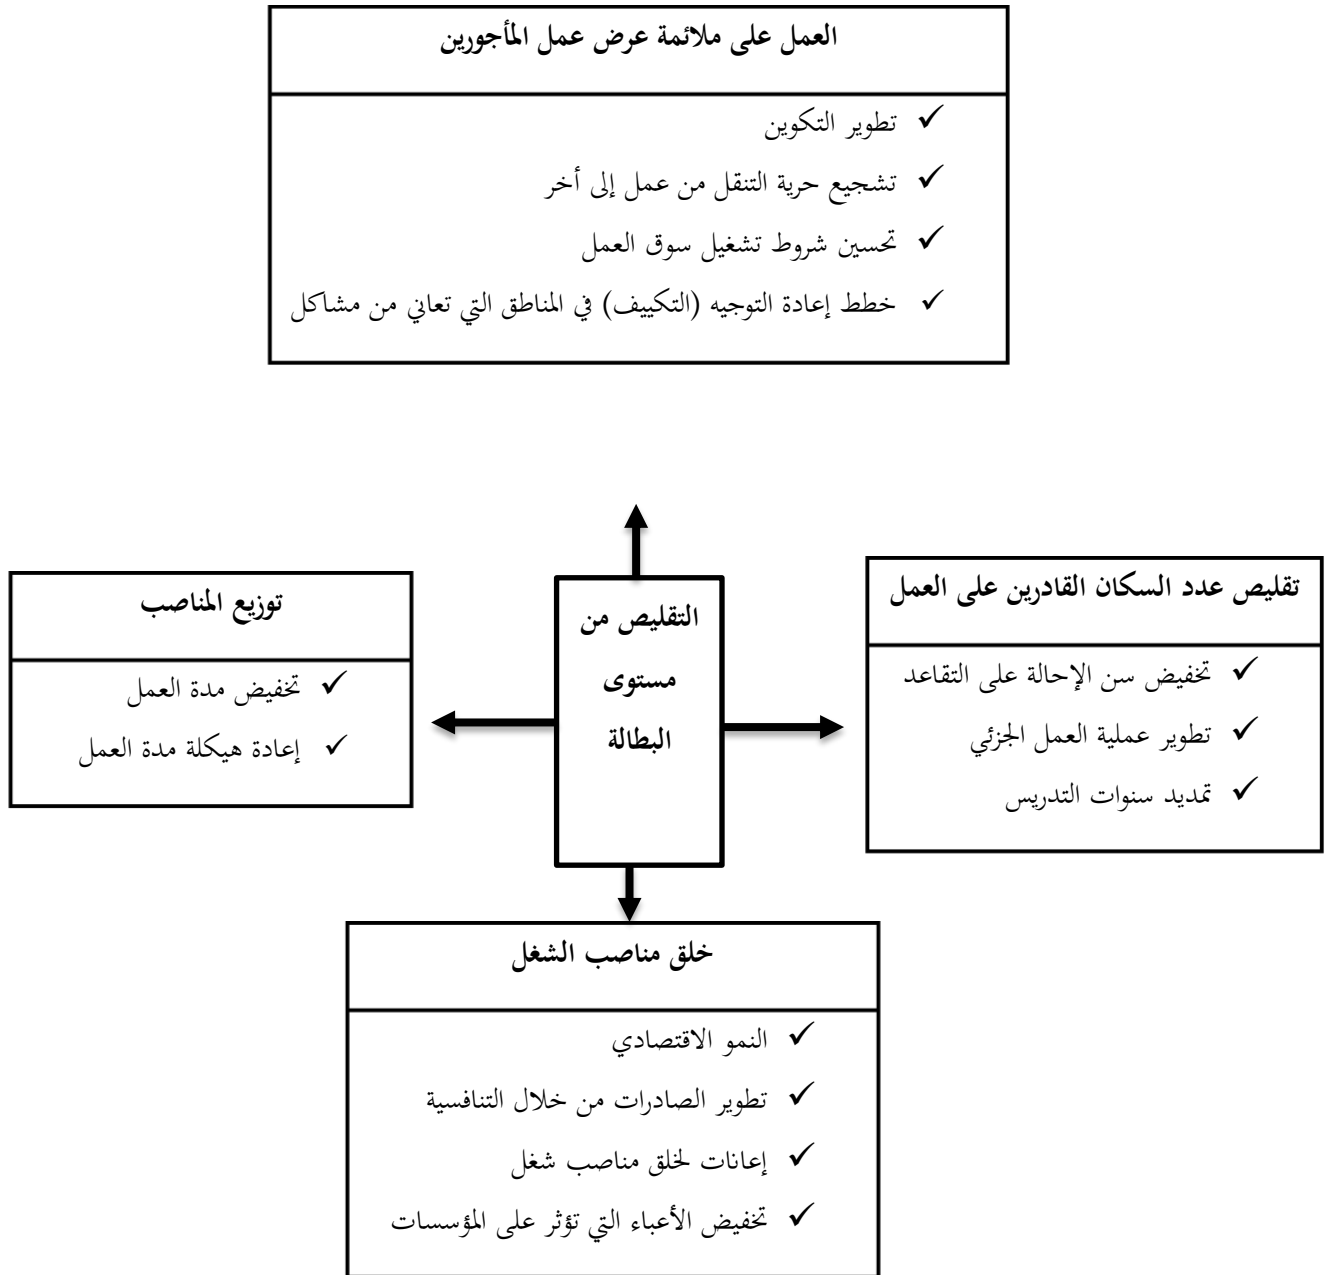 العمل على ملائمة عرض عمل المأجورين
✓ تطوير التكوين
✓ تشجيع حرية التنقل من عمل إلى أخر
✓ تحسين شروط تشغيل سوق العمل
✓ خطط إعادة التوجيه (التكييف) في المناطق التي تعاني من مشاكل
تقليص عدد السكان القادرين على العمل
✓ تخفيض سن الإحالة على التقاعد
✓ تطوير عملية العمل الجزئي
✓ تمديد سنوات التدريس
التقليص من
مستوى
البطالة
توزيع المناصب
✓ تخفيض مدة العمل
✓ إعادة هيكلة مدة العمل
خلق مناصب الشغل
✓ النمو الاقتصادي
✓ تطوير الصادرات من خلال التنافسية
✓ إعانات لخلق مناصب شغل
✓ تخفيض الأعباء التي تؤثر على المؤسسات